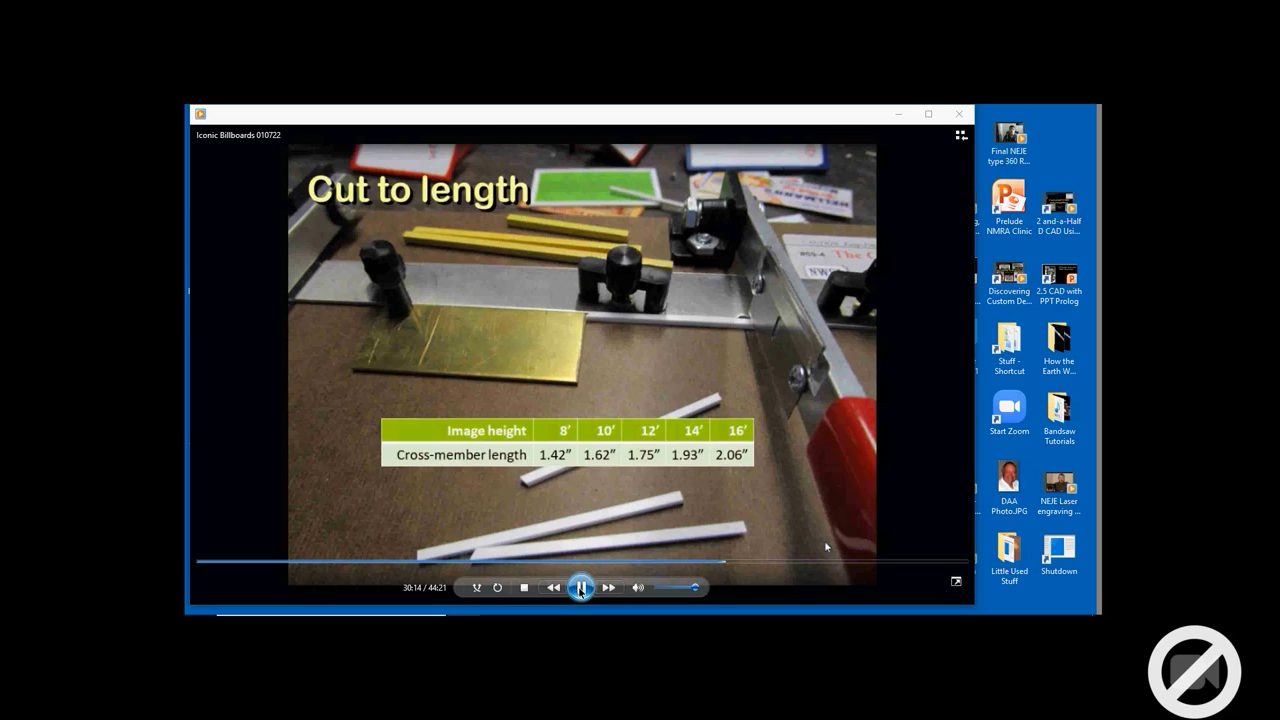 Iconic Billboards 010722
Cut to length
HELLMANN'S
The C
NWS
Image height 8' 10' 12' 14' 16'
Cross-member length 1.42" 1.62" 1.75" 1.93" 2.06"
30:14 / 44:21
Final NEJE
type 360 R...
Prelude
NMRA Clinic
2 and-a-Half
D CAD Usi...
Discovering
Custom De...
2.5 CAD with
PPT Prolog
Stuff -
Shortcut
How the
Earth W...
Start Zoom
Bandsaw
Tutorials
DAA
Photo.JPG
NEJE Laser
engraving ...
Little Used
Stuff
Shutdown